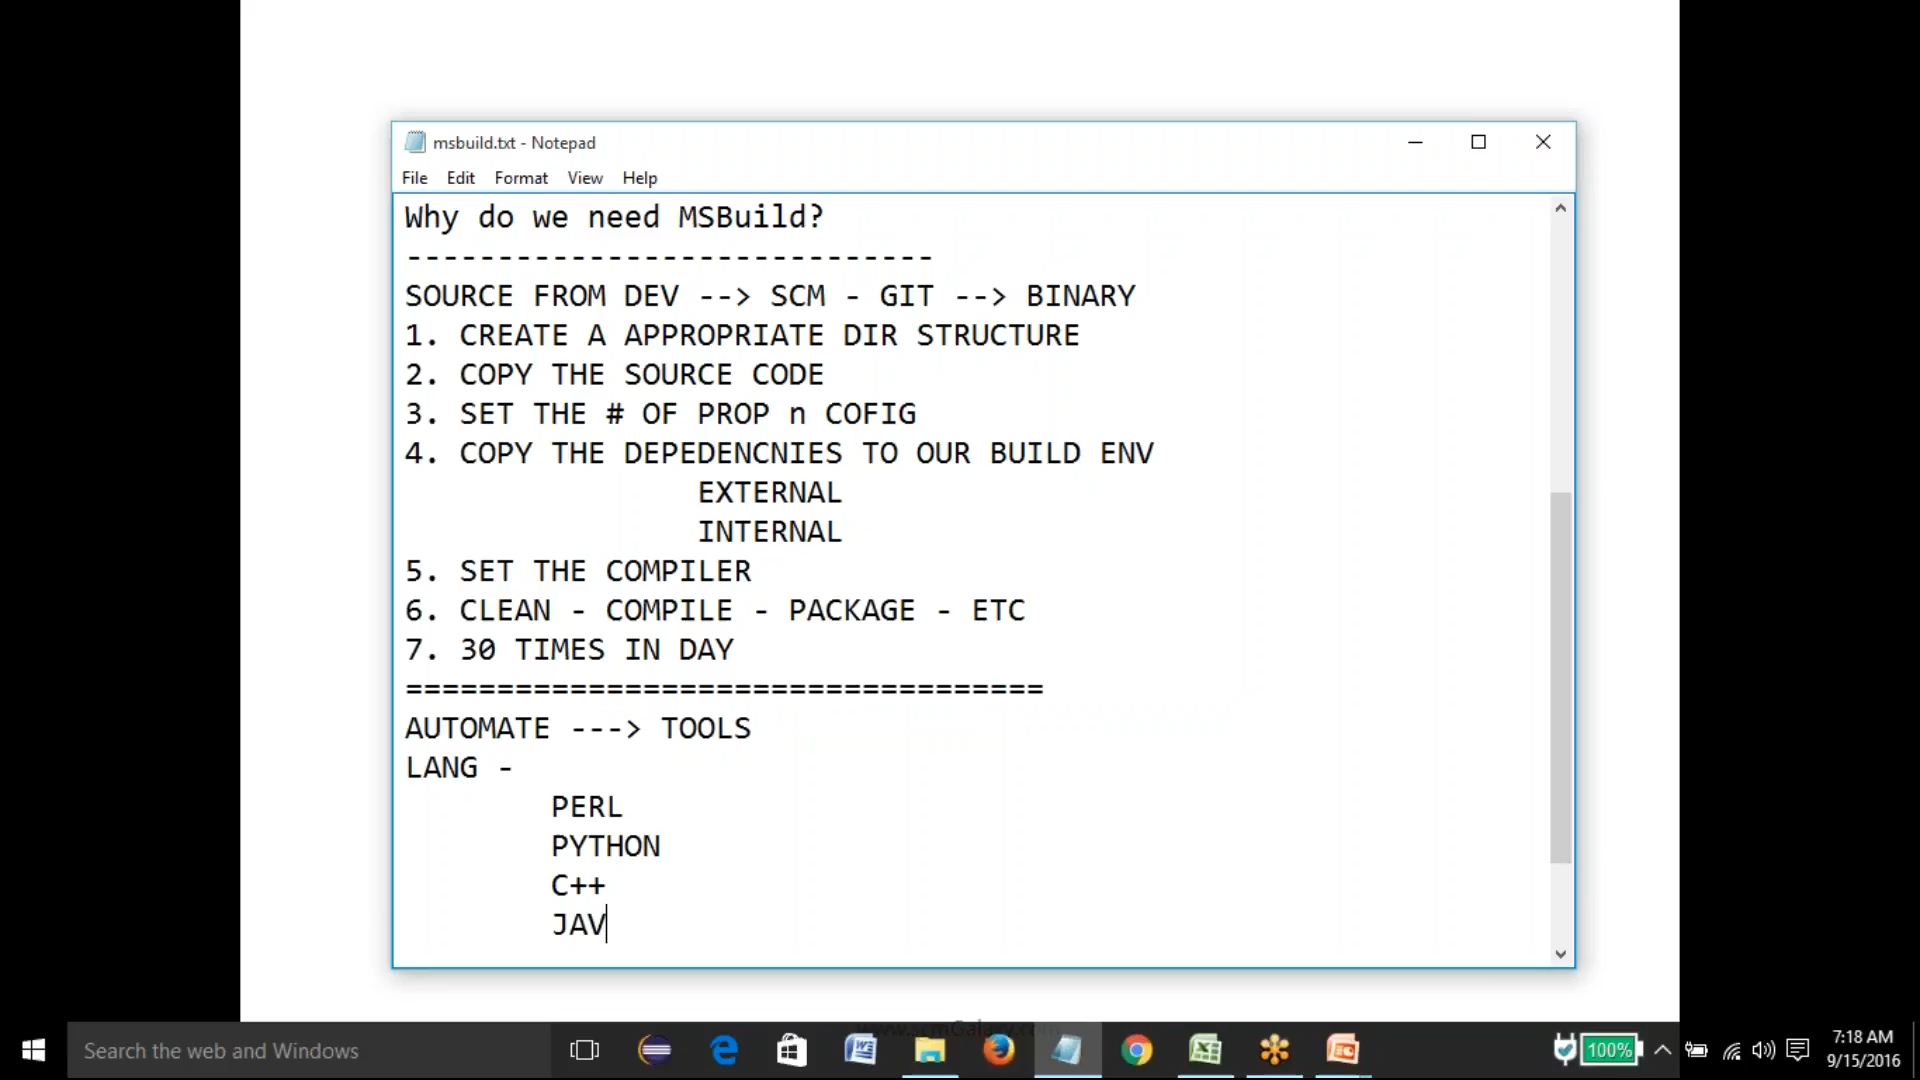 msbuild.txt - Notepad
File Edit Format View Help
Why do we need MSBuild?
-----------------------------
SOURCE FROM DEV --> SCM - GIT --> BINARY
1. CREATE A APPROPRIATE DIR STRUCTURE
2. COPY THE SOURCE CODE
3. SET THE # OF PROP n COFIG
4. COPY THE DEPEDENCNIES TO OUR BUILD ENV
EXTERNAL
INTERNAL
5. SET THE COMPILER
6. CLEAN - COMPILE - PACKAGE - ETC
7. 30 TIMES IN DAY
===================================
AUTOMATE ---> TOOLS
LANG -
PERL
PYTHON
C++
JAV
Search the web and Windows
100%
7:18 AM
9/15/2016